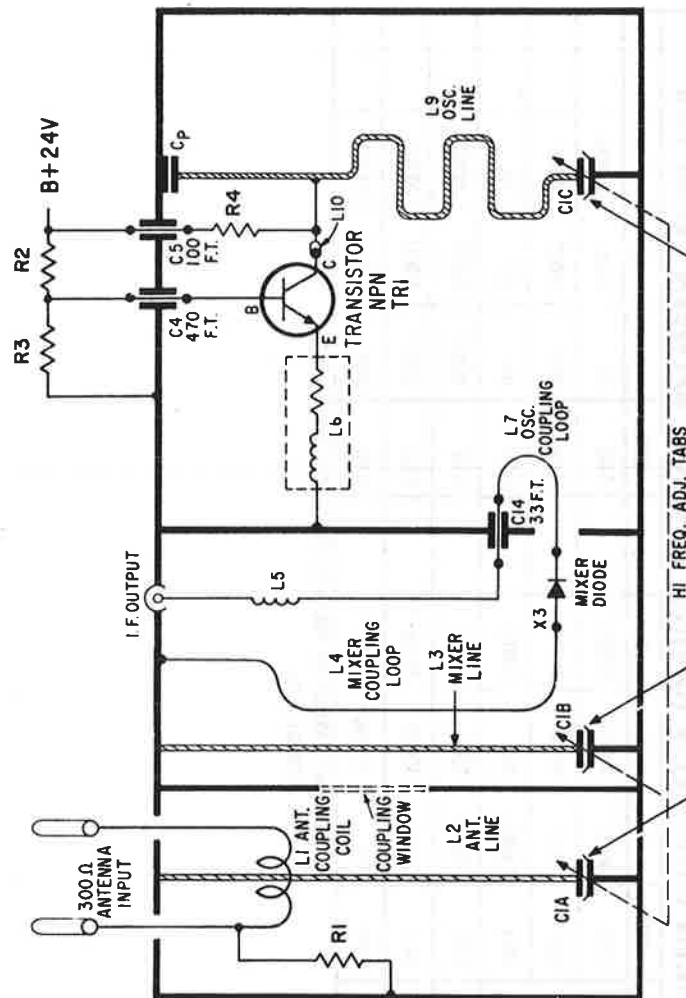 300Ω
ANTENNA
INPUT
I.F. OUTPUT
R3
R2
B+24V
C4
470
F.T.
C5
100
F.T.
CP
R4
R1
L1 ANT.
COUPLING
COIL
COUPLING
WINDOW
L2
ANT.
LINE
L4
MIXER
COUPLING
LOOP
L3
MIXER
LINE
L5
X3
MIXER
DIODE
C14
33 F.T.
L7
OSC.
COUPLING
LOOP
L6
B
E
C
L10
TRANSISTOR
NPN
TR1
L9
OSC.
LINE
C1A
C1B
C1C
HI FREQ. ADJ. TABS